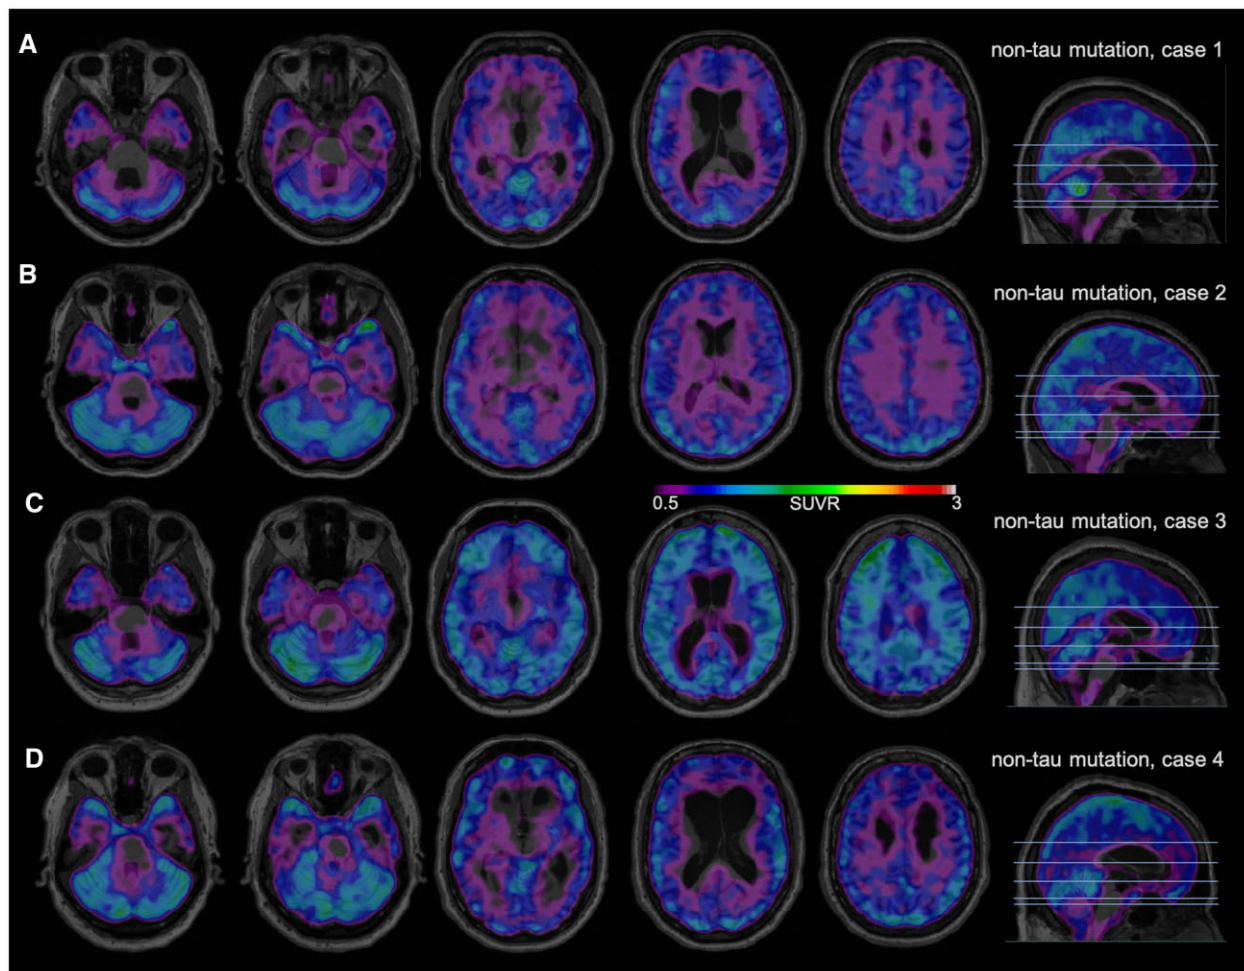 A
non-tau mutation, case 1
B
non-tau mutation, case 2
C
0.5 SUVR 3
non-tau mutation, case 3
D
non-tau mutation, case 4